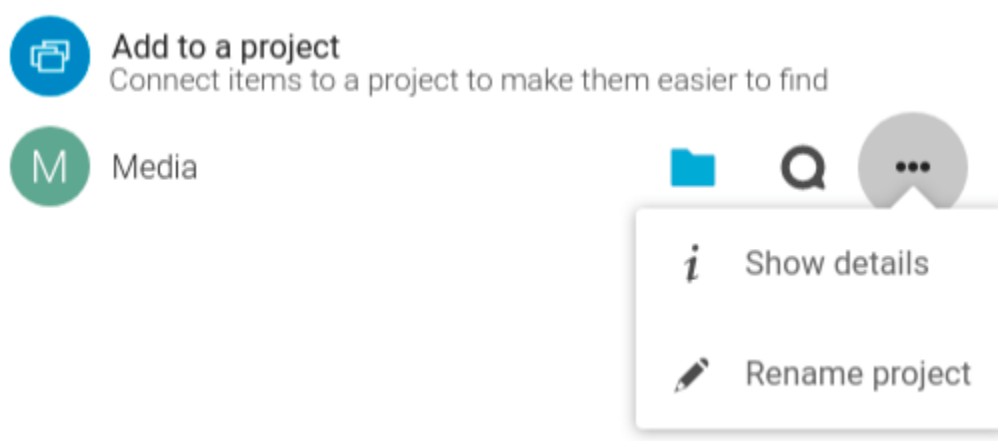 Add to a project
Connect items to a project to make them easier to find
M Media
Show details
Rename project